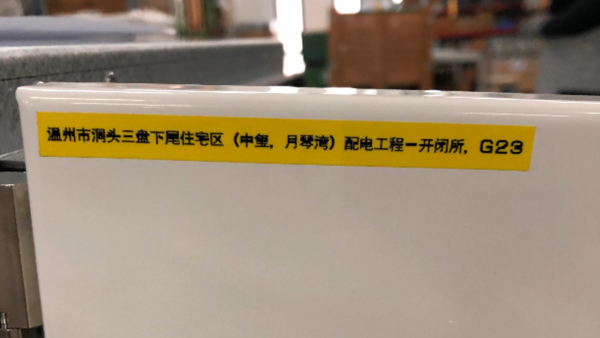 温州市洞头三盘下尾住宅区（中玺，月琴湾）配电工程一开闭所，G23